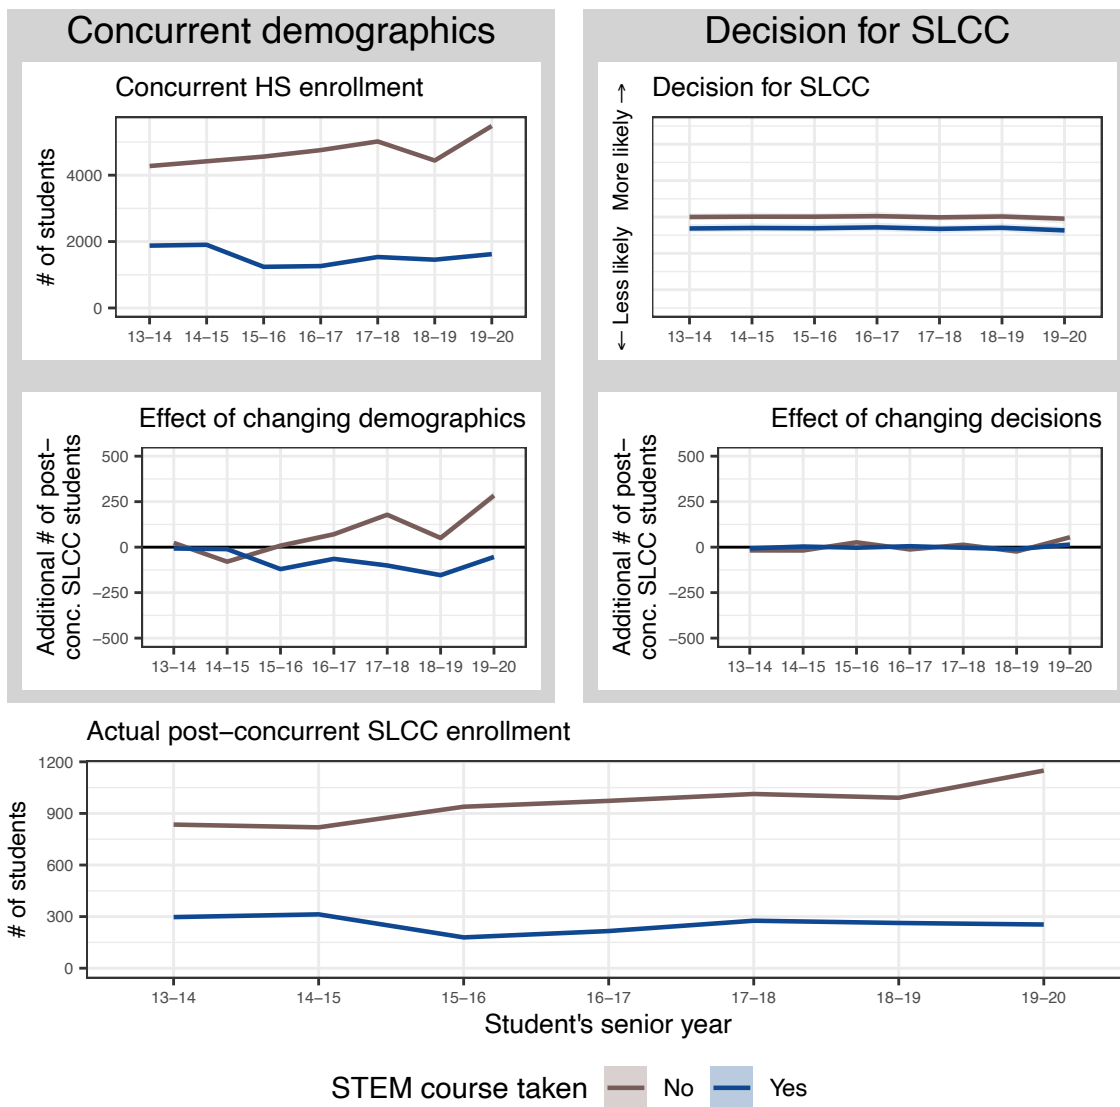 Concurrent demographics
Concurrent HS enrollment
# of students
4000
2000
0
13–14 14–15 15–16 16–17 17–18 18–19 19–20
Effect of changing demographics
Additional # of post–
conc. SLCC students
500
250
0
−250
−500
13–14 14–15 15–16 16–17 17–18 18–19 19–20
Decision for SLCC
Decision for SLCC
← Less likely   More likely →
13–14 14–15 15–16 16–17 17–18 18–19 19–20
Effect of changing decisions
Additional # of post–
conc. SLCC students
500
250
0
−250
−500
13–14 14–15 15–16 16–17 17–18 18–19 19–20
Actual post–concurrent SLCC enrollment
# of students
1200
900
600
300
0
13–14 14–15 15–16 16–17 17–18 18–19 19–20
Student's senior year
STEM course taken No Yes